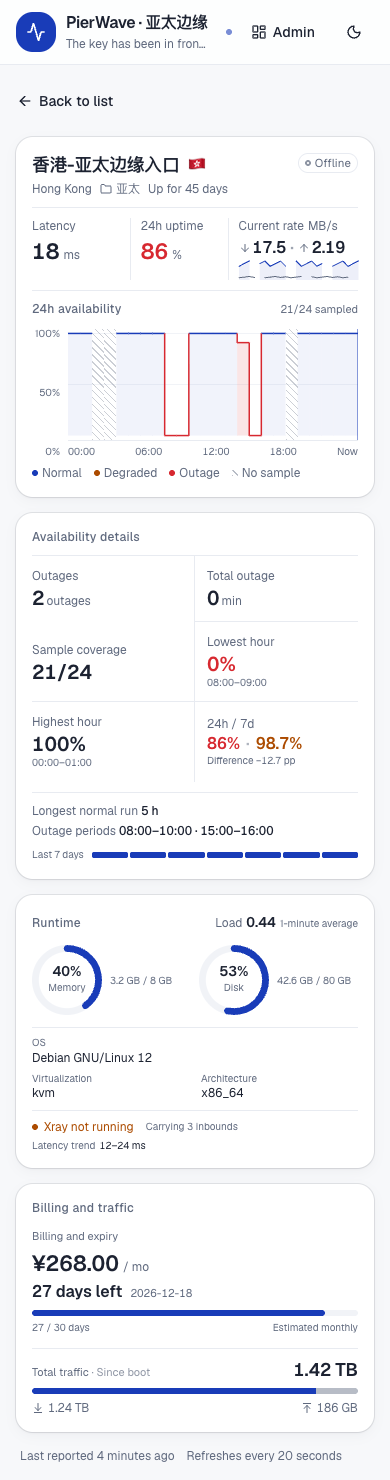 PierWave · 亚太边缘
The key has been in fron…
Admin
Back to list
香港-亚太边缘入口
Offline
Hong Kong 亚太 Up for 45 days
Latency
18 ms
24h uptime
86 %
Current rate MB/s
↓ 17.5 · ↑ 2.19
24h availability
21/24 sampled
100%
50%
0%
00:00 06:00 12:00 18:00 Now
Normal Degraded Outage No sample
Availability details
Outages
2 outages
Total outage
0 min
Sample coverage
21/24
Lowest hour
0%
08:00–09:00
Highest hour
100%
00:00–01:00
24h / 7d
86% · 98.7%
Difference −12.7 pp
Longest normal run 5 h
Outage periods 08:00–10:00 · 15:00–16:00
Last 7 days
Runtime
Load 0.44 1-minute average
40%
Memory
3.2 GB / 8 GB
53%
Disk
42.6 GB / 80 GB
OS
Debian GNU/Linux 12
Virtualization
kvm
Architecture
x86_64
Xray not running Carrying 3 inbounds
Latency trend 12–24 ms
Billing and traffic
Billing and expiry
¥268.00 / mo
27 days left 2026-12-18
27 / 30 days
Estimated monthly
Total traffic · Since boot
1.42 TB
1.24 TB
186 GB
Last reported 4 minutes ago Refreshes every 20 seconds